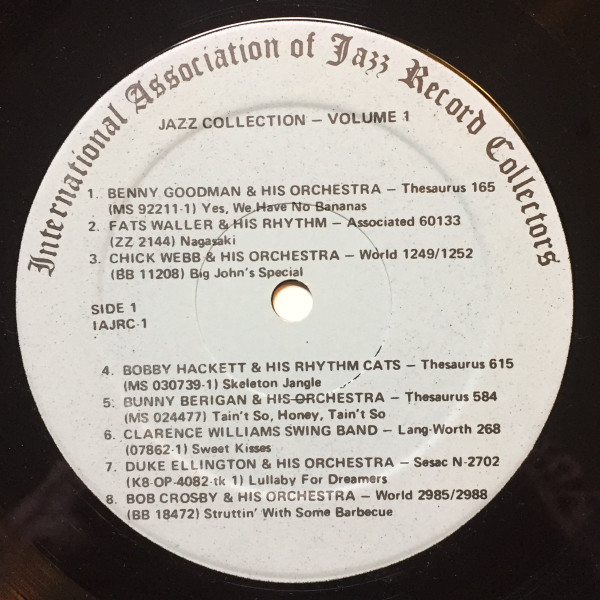 International Association of Jazz Record Collectors
JAZZ COLLECTION – VOLUME 1
1. BENNY GOODMAN & HIS ORCHESTRA – Thesaurus 165
(MS 92211-1) Yes, We Have No Bananas
2. FATS WALLER & HIS RHYTHM – Associated 60133
(ZZ 2144) Nagasaki
3. CHICK WEBB & HIS ORCHESTRA – World 1249/1252
(BB 11208) Big John's Special
SIDE 1
IAJRC-1
4. BOBBY HACKETT & HIS RHYTHM CATS – Thesaurus 615
(MS 030739-1) Skeleton Jangle
5. BUNNY BERIGAN & HIS ORCHESTRA – Thesaurus 584
(MS 024477) Tain't So, Honey, Tain't So
6. CLARENCE WILLIAMS SWING BAND – Lang-Worth 268
(07862-1) Sweet Kisses
7. DUKE ELLINGTON & HIS ORCHESTRA – Sesac N-2702
(K8-OP-4082-tk 1) Lullaby For Dreamers
8. BOB CROSBY & HIS ORCHESTRA – World 2985/2988
(BB 18472) Struttin' With Some Barbecue